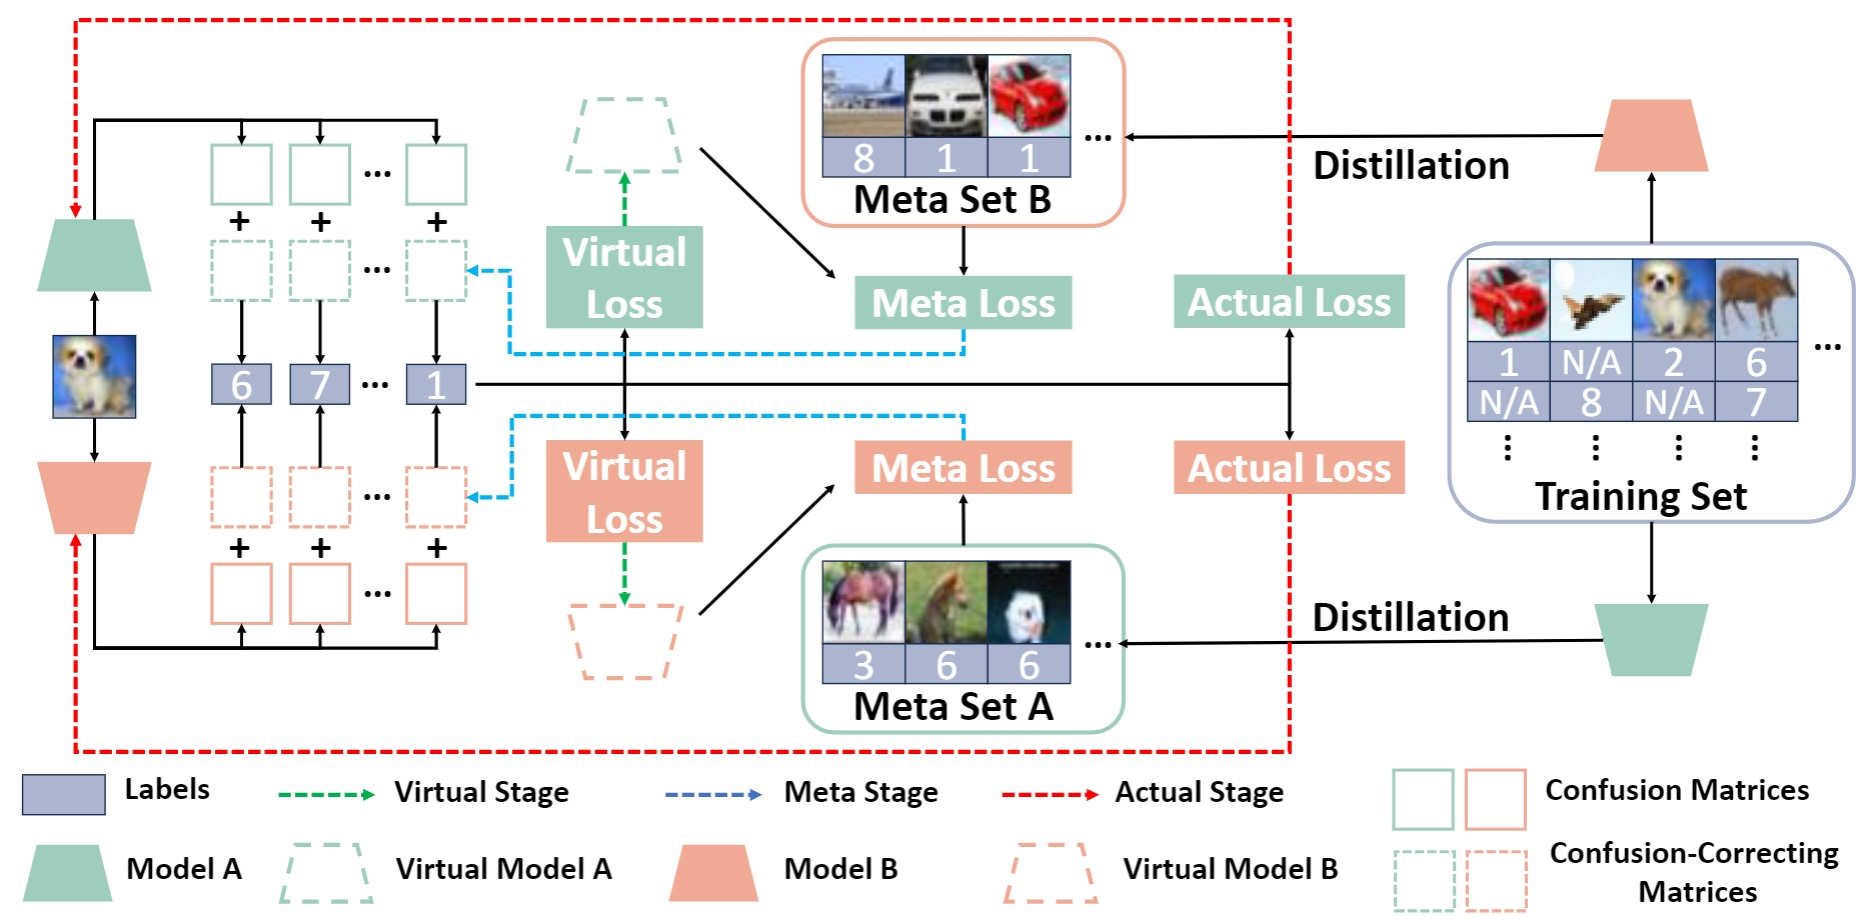 8 1 1 ...
Meta Set B
Distillation
+ + +
Virtual
Loss
Meta Loss
Actual Loss
1 N/A 2 6 ...
N/A 8 N/A 7
Training Set
6 7 ... 1
Virtual
Loss
Meta Loss
Actual Loss
+ + +
3 6 6 ...
Meta Set A
Distillation
Labels
Virtual Stage
Meta Stage
Actual Stage
Confusion Matrices
Model A
Virtual Model A
Model B
Virtual Model B
Confusion-Correcting
Matrices